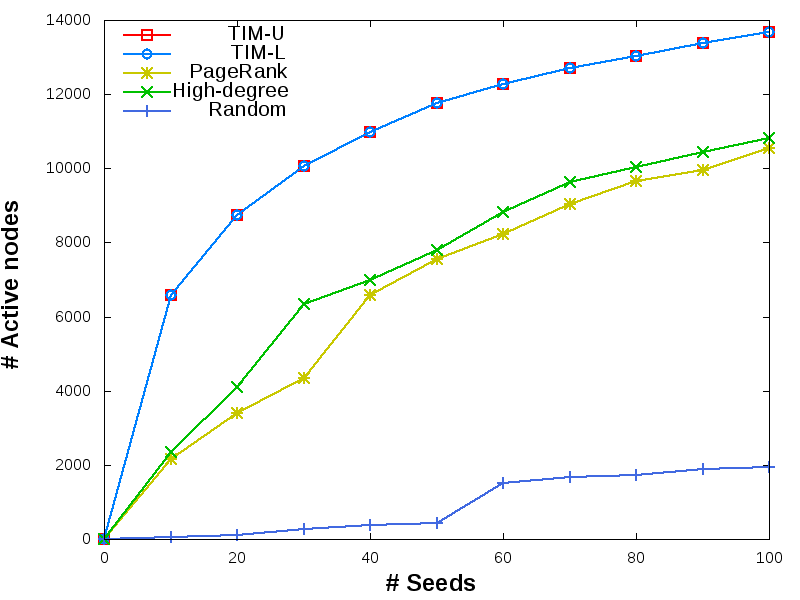 14000
12000
10000
8000
6000
4000
2000
0
# Active nodes
TIM-U
TIM-L
PageRank
High-degree
Random
0 20 40 60 80 100
# Seeds